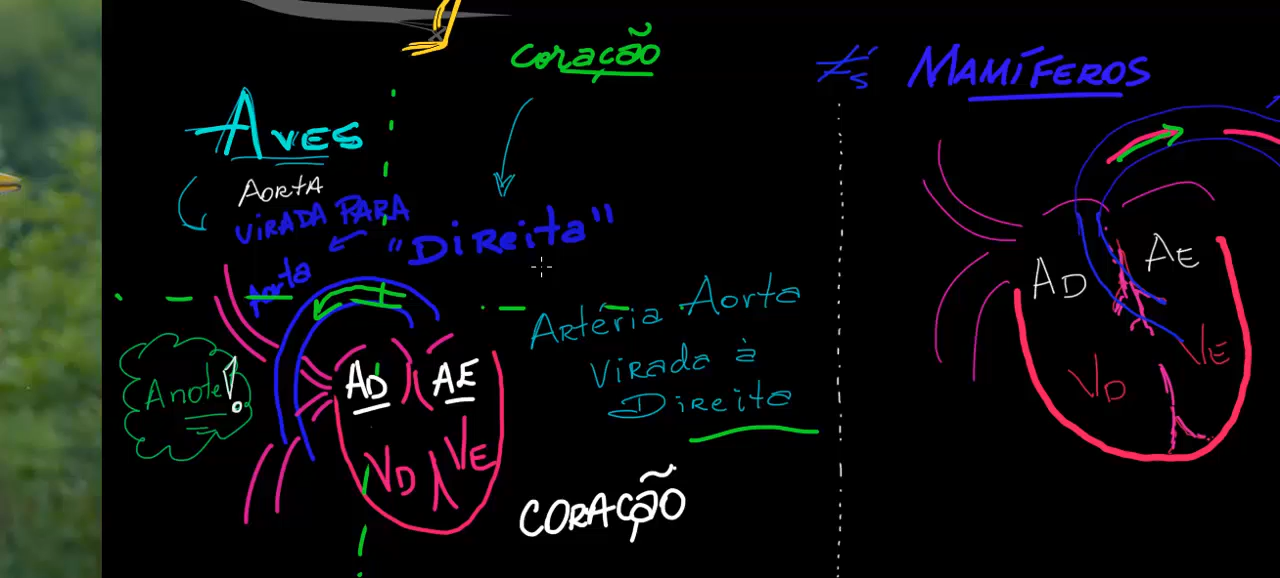 Coração
≠s MAMÍFEROS
AVES
AORTA
VIRADA PARA
"DIREITA"
Aorta
Artéria Aorta
Virada à
Direita
Anote!
AD AE
VD VE
CORAÇÃO
AD AE
VD VE